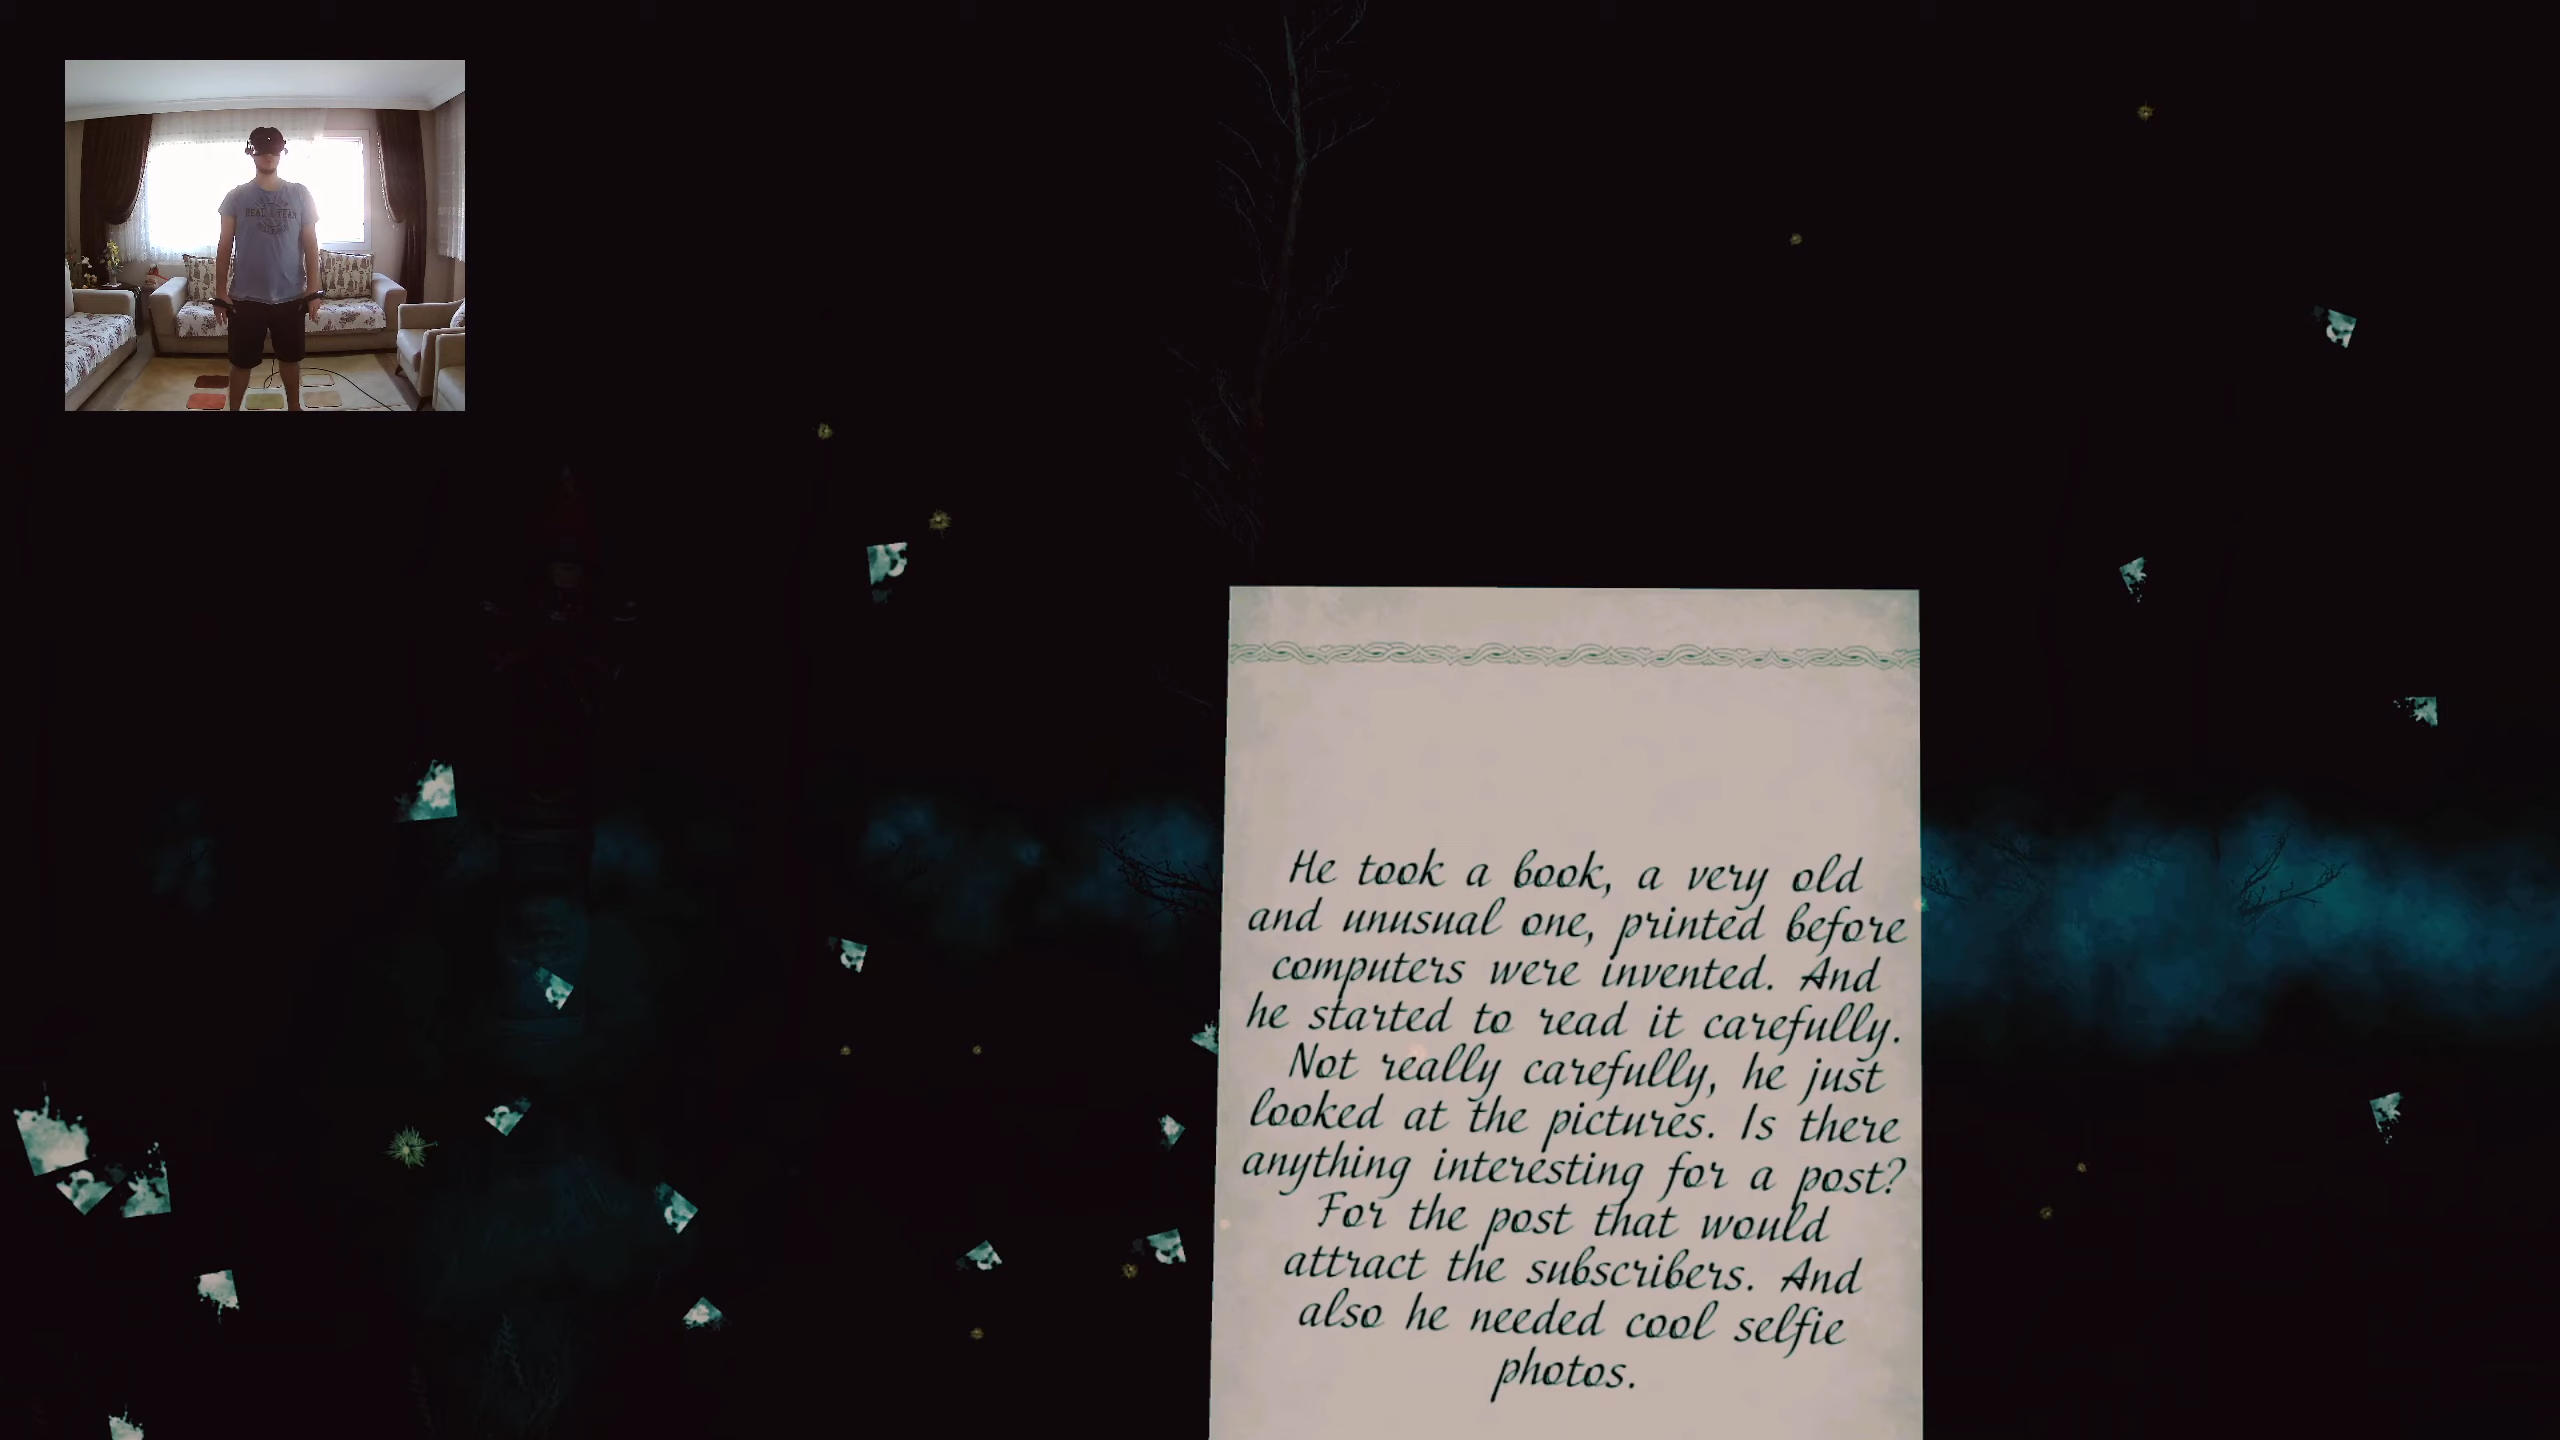 REAL TEAM
He took a book, a very old
and unusual one, printed before
computers were invented. And
he started to read it carefully.
Not really carefully, he just
looked at the pictures. Is there
anything interesting for a post?
For the post that would
attract the subscribers. And
also he needed cool selfie
photos.